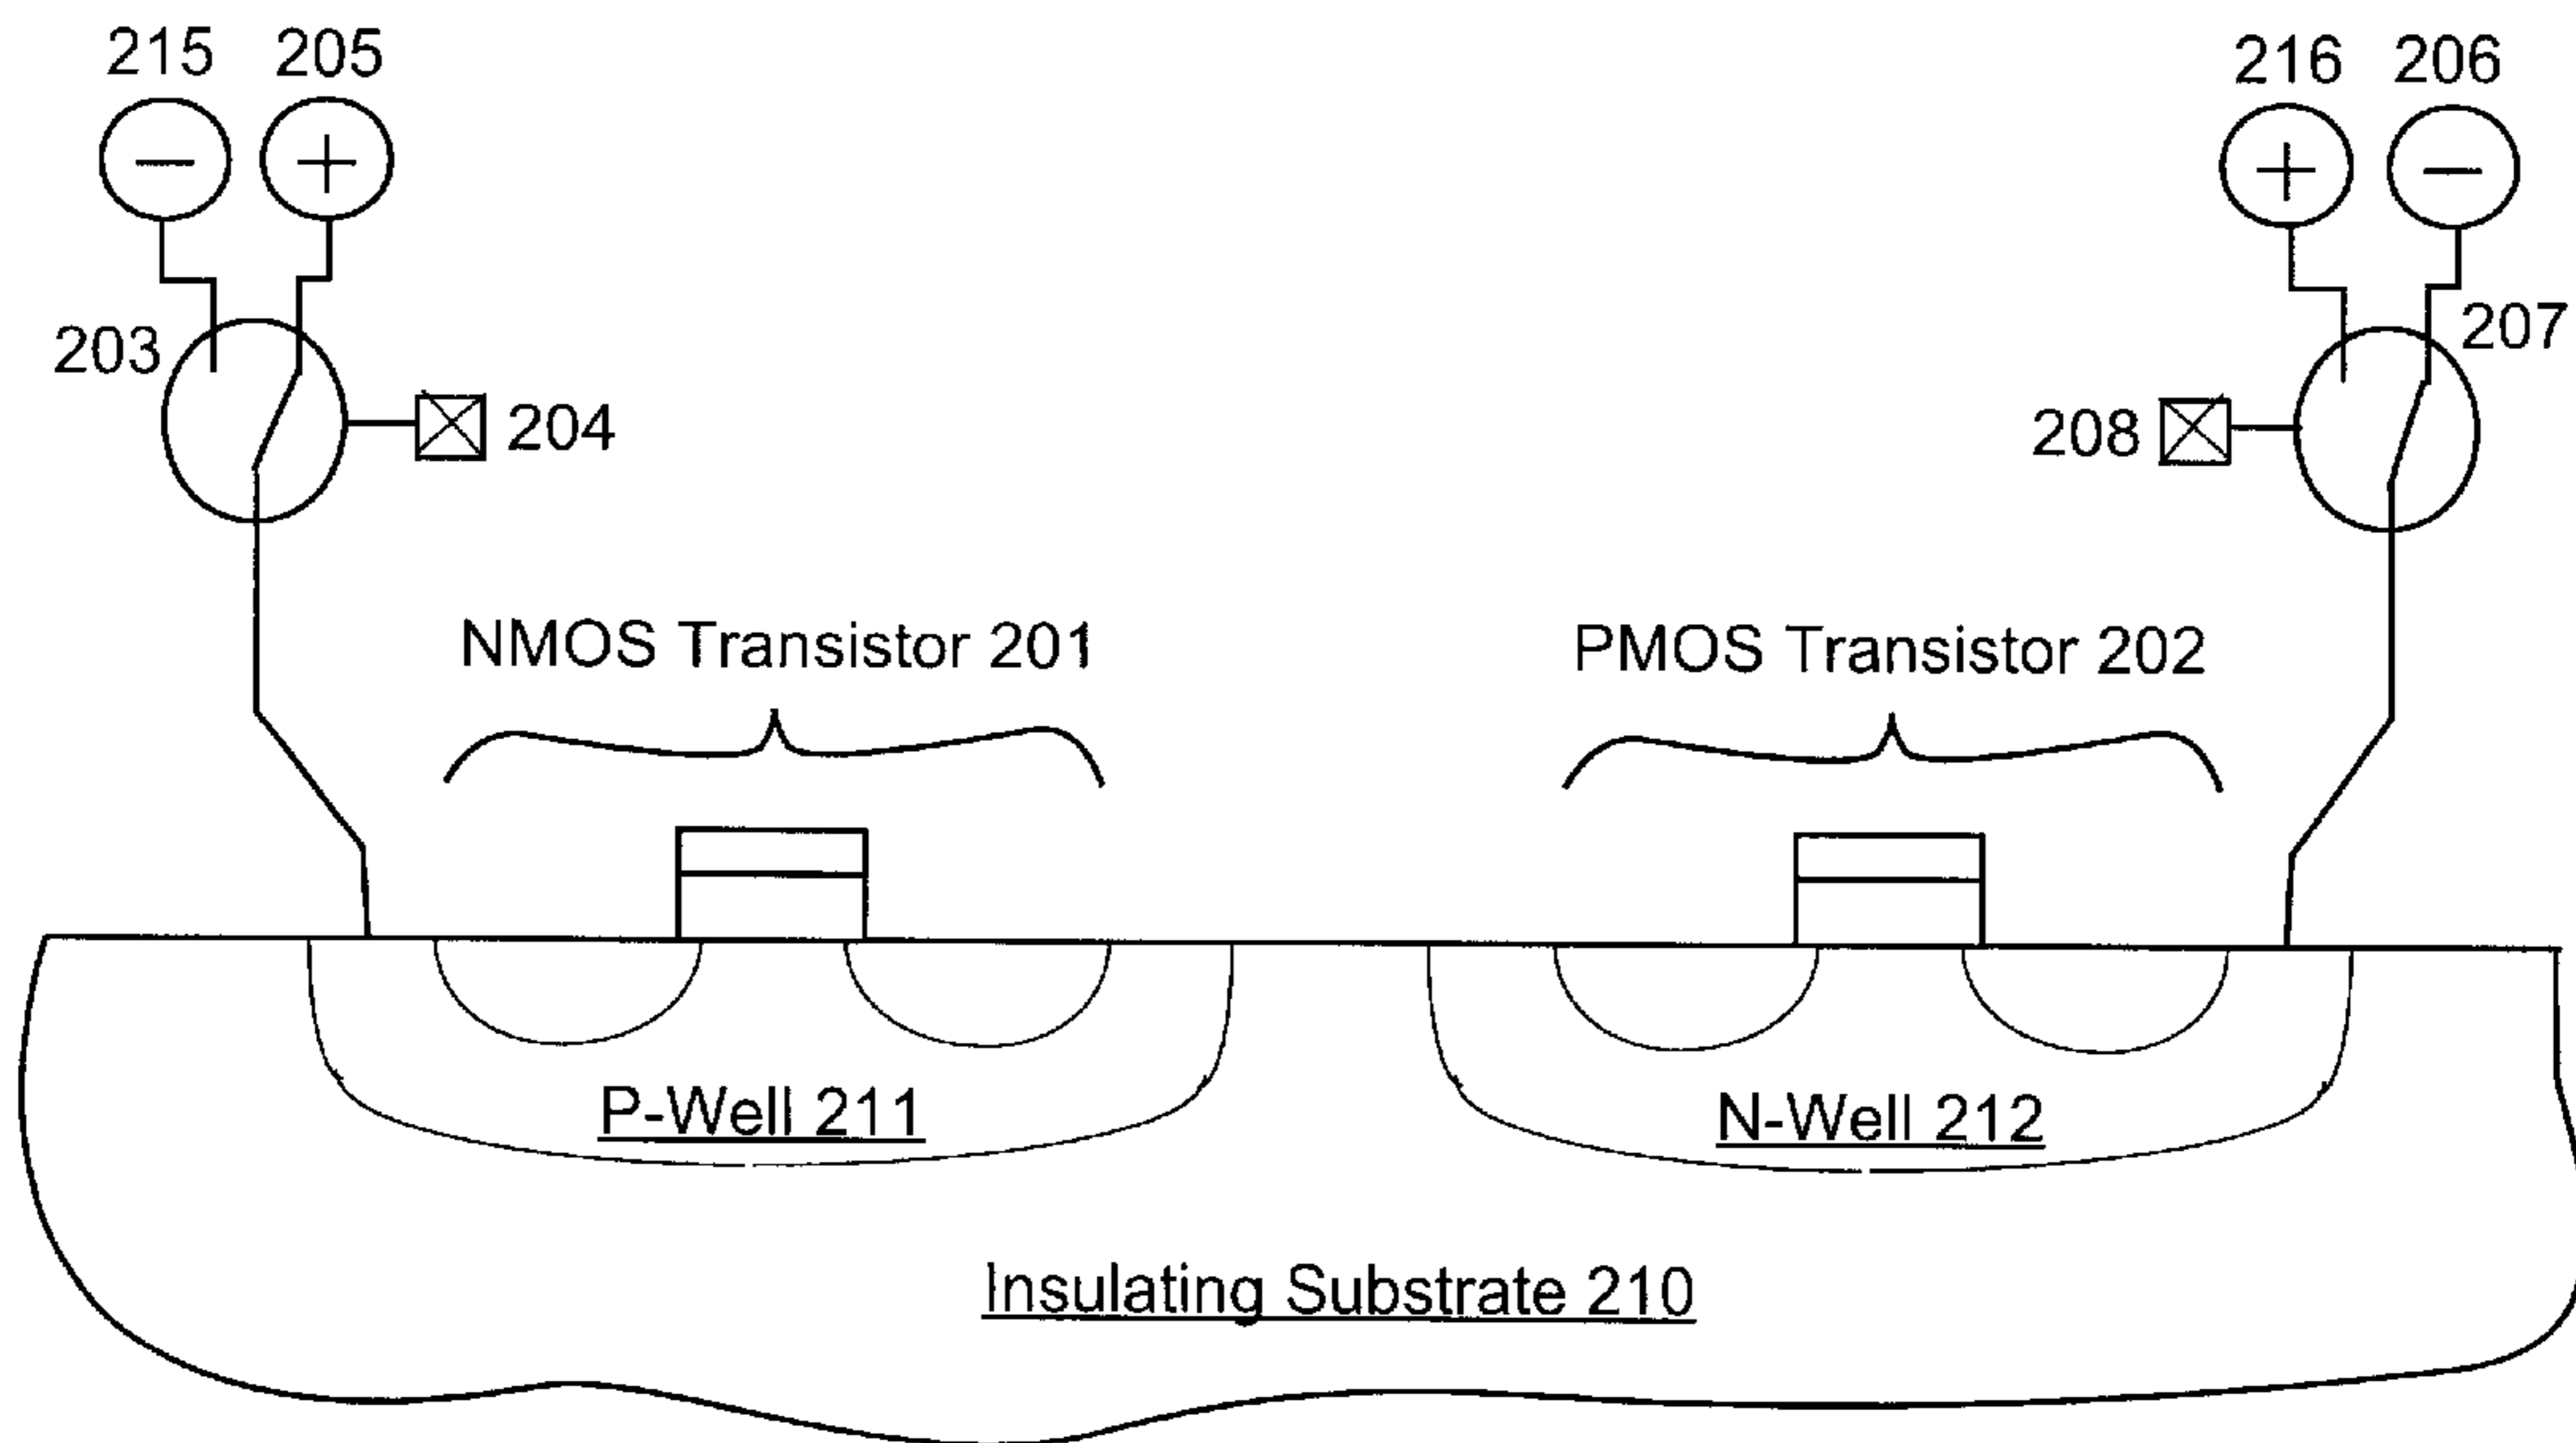 215 205
216 206
− +
+ −
203
207
204
208
NMOS Transistor 201
PMOS Transistor 202
P-Well 211
N-Well 212
Insulating Substrate 210